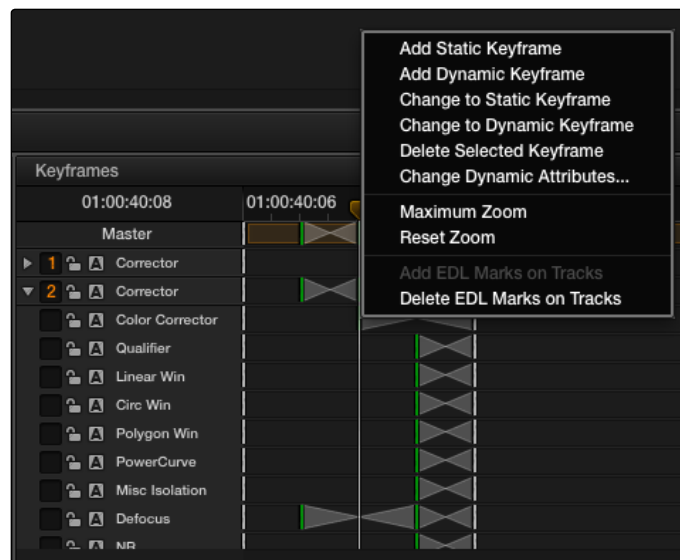 Add Static Keyframe
Add Dynamic Keyframe
Change to Static Keyframe
Change to Dynamic Keyframe
Delete Selected Keyframe
Change Dynamic Attributes...
Maximum Zoom
Reset Zoom
Add EDL Marks on Tracks
Delete EDL Marks on Tracks
Keyframes
01:00:40:08 01:00:40:06
Master
1 A Corrector
2 A Corrector
A Color Corrector
A Qualifier
A Linear Win
A Circ Win
A Polygon Win
A PowerCurve
A Misc Isolation
A Defocus
A NR